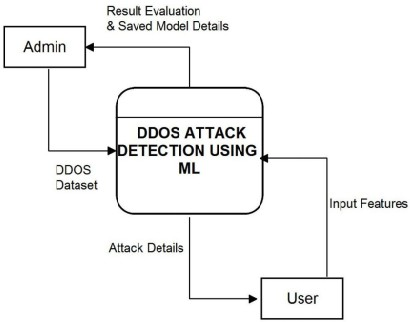 Result Evaluation
& Saved Model Details
Admin
DDOS ATTACK
DETECTION USING
ML
DDOS
Dataset
Input Features
Attack Details
User